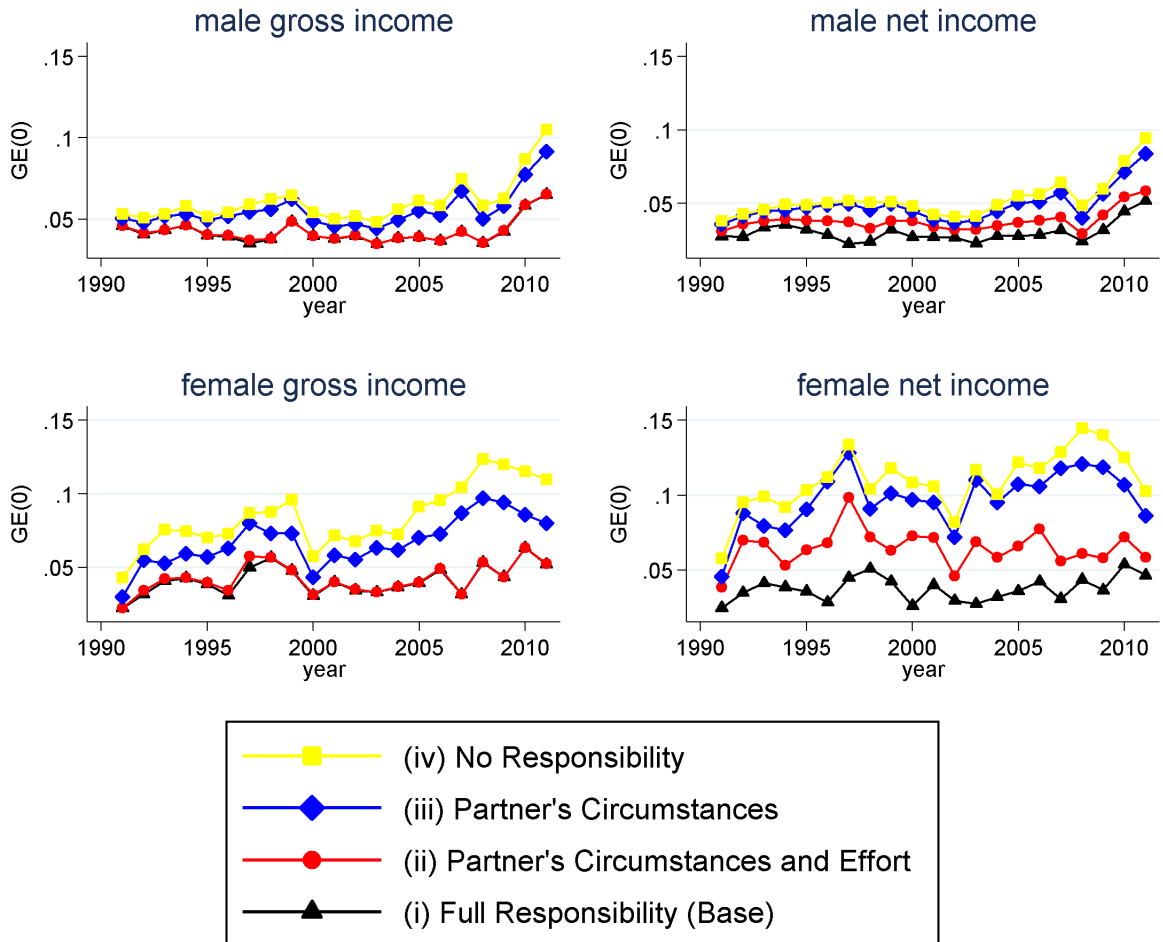 male gross income
.15
.1
.05
GE(0)
1990 1995 2000 2005 2010
year
male net income
.15
.1
.05
GE(0)
1990 1995 2000 2005 2010
year
female gross income
.15
.1
.05
GE(0)
1990 1995 2000 2005 2010
year
female net income
.15
.1
.05
GE(0)
1990 1995 2000 2005 2010
year
(iv) No Responsibility
(iii) Partner's Circumstances
(ii) Partner's Circumstances and Effort
(i) Full Responsibility (Base)